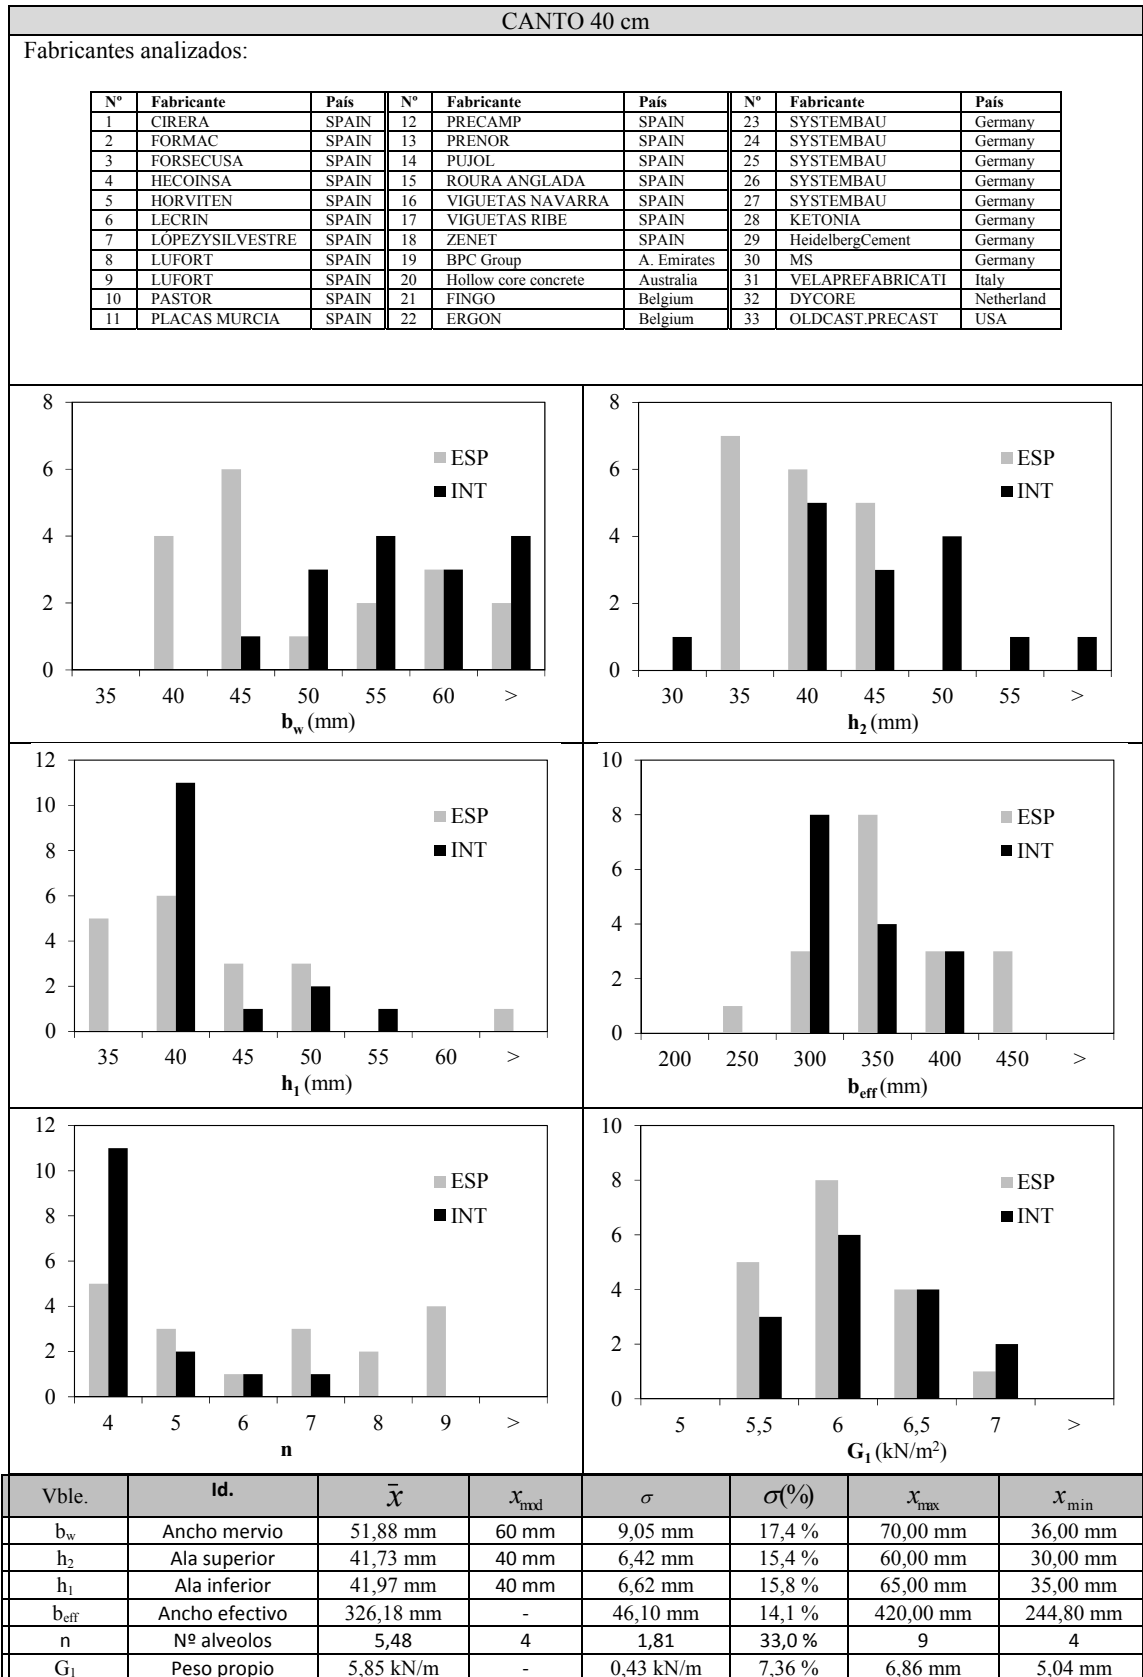 CANTO 40 cm
Fabricantes analizados:
Nº Fabricante País Nº Fabricante País Nº Fabricante País
1 CIRERA SPAIN 12 PRECAMP SPAIN 23 SYSTEMBAU Germany
2 FORMAC SPAIN 13 PRENOR SPAIN 24 SYSTEMBAU Germany
3 FORSECUSA SPAIN 14 PUJOL SPAIN 25 SYSTEMBAU Germany
4 HECOINSA SPAIN 15 ROURA ANGLADA SPAIN 26 SYSTEMBAU Germany
5 HORVITEN SPAIN 16 VIGUETAS NAVARRA SPAIN 27 SYSTEMBAU Germany
6 LECRIN SPAIN 17 VIGUETAS RIBE SPAIN 28 KETONIA Germany
7 LÓPEZYSILVESTRE SPAIN 18 ZENET SPAIN 29 HeidelbergCement Germany
8 LUFORT SPAIN 19 BPC Group A. Emirates 30 MS Germany
9 LUFORT SPAIN 20 Hollow core concrete Australia 31 VELAPREFABRICATI Italy
10 PASTOR SPAIN 21 FINGO Belgium 32 DYCORE Netherland
11 PLACAS MURCIA SPAIN 22 ERGON Belgium 33 OLDCAST.PRECAST USA
8
6
4
2
0
ESP
INT
35 40 45 50 55 60 >
b_w (mm)
8
6
4
2
0
ESP
INT
30 35 40 45 50 55 >
h₂ (mm)
12
10
8
6
4
2
0
ESP
INT
35 40 45 50 55 60 >
h₁ (mm)
10
8
6
4
2
0
ESP
INT
200 250 300 350 400 450 >
b_eff (mm)
12
10
8
6
4
2
0
ESP
INT
4 5 6 7 8 9 >
n
10
8
6
4
2
0
ESP
INT
5 5,5 6 6,5 7 >
G₁ (kN/m²)
Vble. Id. x̄ x_mod σ σ(%) x_max x_min
b_w Ancho mervio 51,88 mm 60 mm 9,05 mm 17,4 % 70,00 mm 36,00 mm
h₂ Ala superior 41,73 mm 40 mm 6,42 mm 15,4 % 60,00 mm 30,00 mm
h₁ Ala inferior 41,97 mm 40 mm 6,62 mm 15,8 % 65,00 mm 35,00 mm
b_eff Ancho efectivo 326,18 mm - 46,10 mm 14,1 % 420,00 mm 244,80 mm
n Nº alveolos 5,48 4 1,81 33,0 % 9 4
G₁ Peso propio 5,85 kN/m - 0,43 kN/m 7,36 % 6,86 mm 5,04 mm